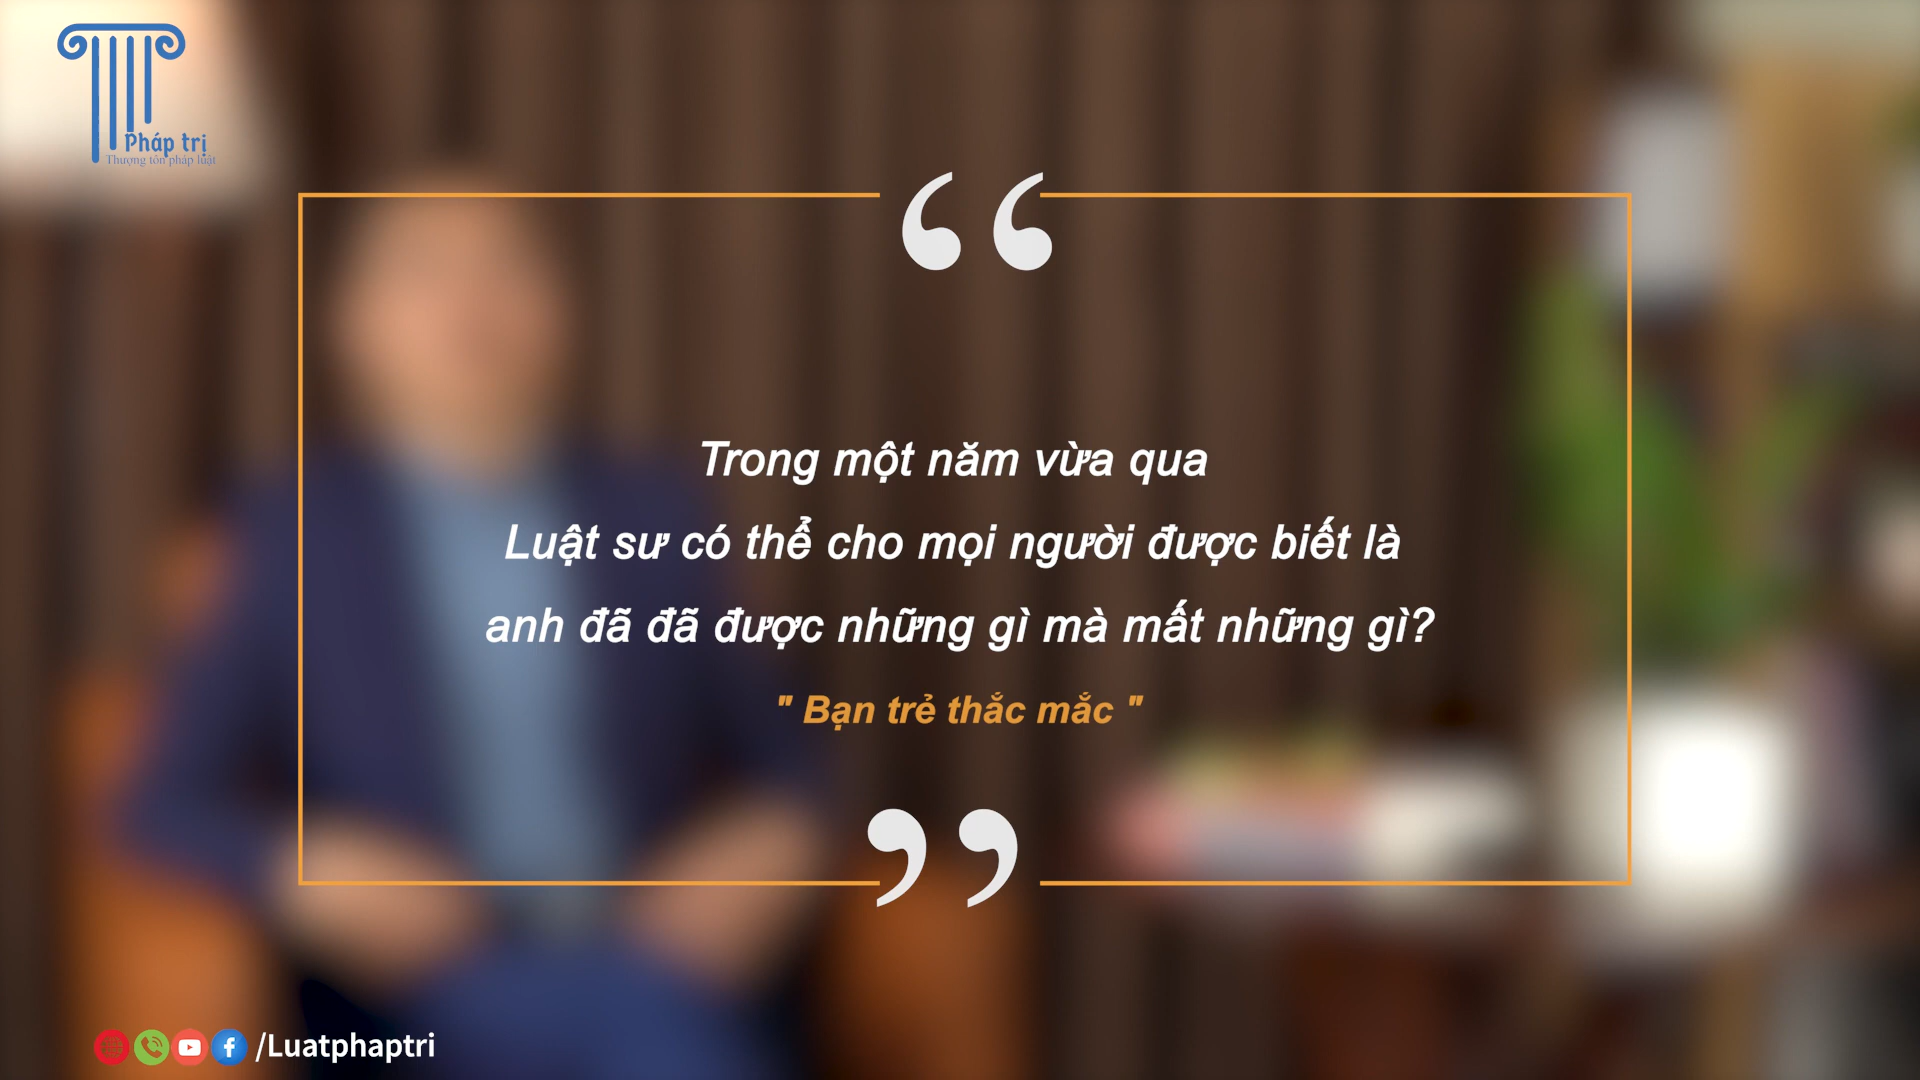 Pháp trị
Thượng tôn pháp luật
Trong một năm vừa qua
Luật sư có thể cho mọi người được biết là
anh đã đã được những gì mà mất những gì?
" Bạn trẻ thắc mắc "
/Luatphaptri